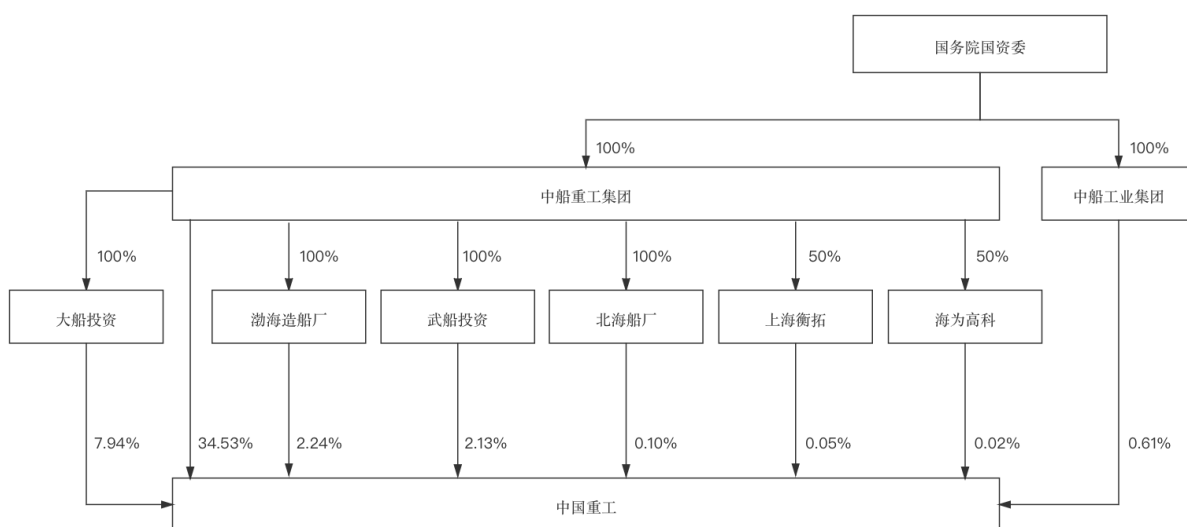 国务院国资委
100%
100%
中船重工集团
中船工业集团
100%
100%
100%
100%
50%
50%
大船投资
渤海造船厂
武船投资
北海船厂
上海衡拓
海为高科
7.94%
34.53%
2.24%
2.13%
0.10%
0.05%
0.02%
0.61%
中国重工